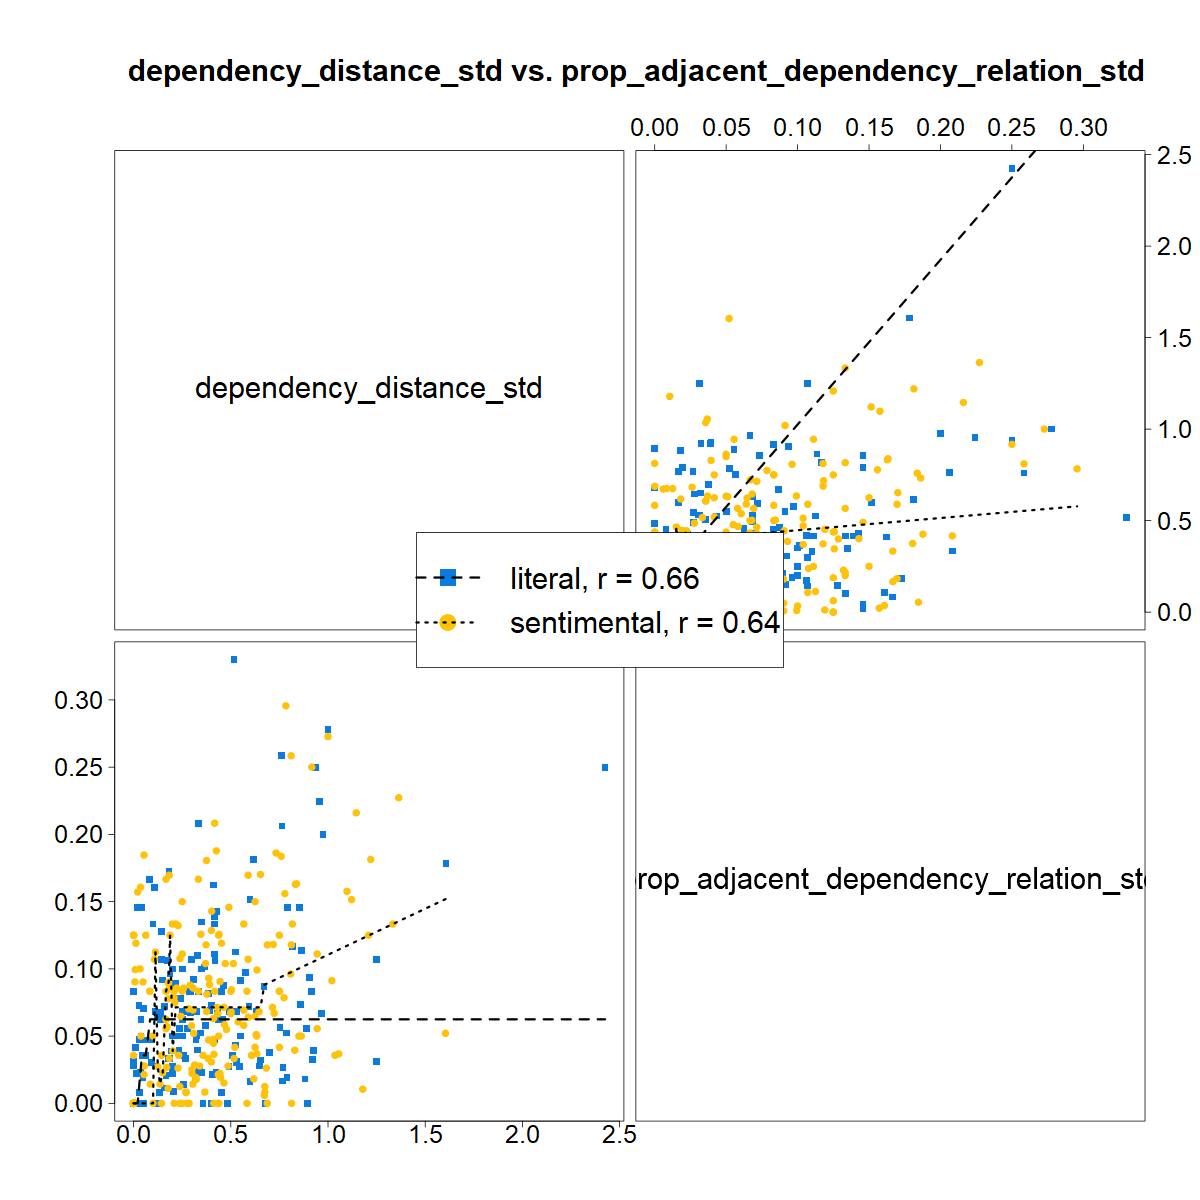 dependency_distance_std vs. prop_adjacent_dependency_relation_std
0.00 0.05 0.10 0.15 0.20 0.25 0.30
dependency_distance_std
2.5
2.0
1.5
1.0
0.5
0.0
literal, r = 0.66
sentimental, r = 0.64
0.30
0.25
0.20
0.15
0.10
0.05
0.00
prop_adjacent_dependency_relation_std
0.0 0.5 1.0 1.5 2.0 2.5